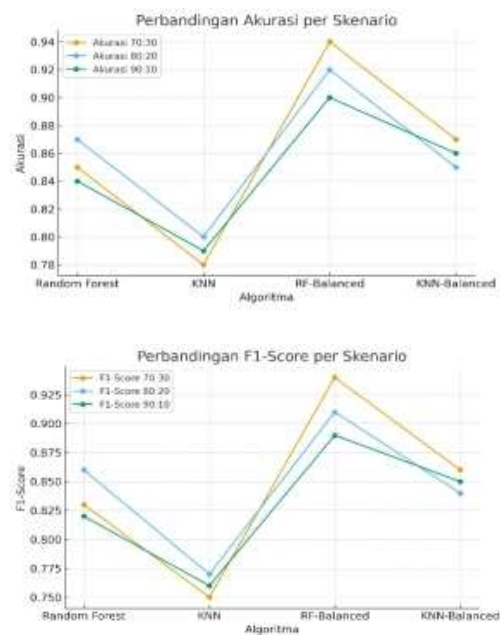 Perbandingan Akurasi per Skenario
Akurasi 70:30
Akurasi 80:20
Akurasi 90:10
0.94
0.92
0.90
0.88
0.86
0.84
0.82
0.80
0.78
Akurasi
Random Forest KNN RF-Balanced KNN-Balanced
Algoritma
Perbandingan F1-Score per Skenario
F1-Score 70:30
F1-Score 80:20
F1-Score 90:10
0.925
0.900
0.875
0.850
0.825
0.800
0.775
0.750
F1-Score
Random Forest KNN RF-Balanced KNN-Balanced
Algoritma